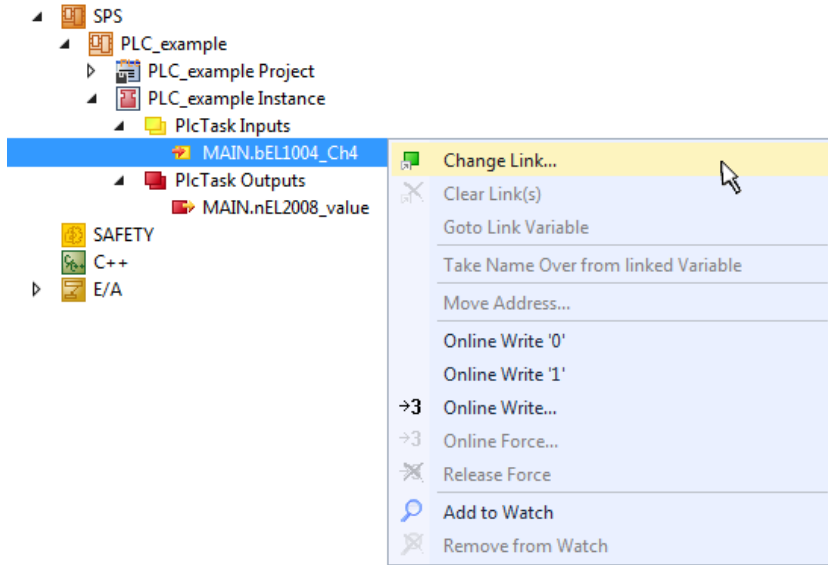 SPS
PLC_example
PLC_example Project
PLC_example Instance
PlcTask Inputs
MAIN.bEL1004_Ch4
PlcTask Outputs
MAIN.nEL2008_value
SAFETY
C++
E/A
Change Link...
Clear Link(s)
Goto Link Variable
Take Name Over from linked Variable
Move Address...
Online Write '0'
Online Write '1'
→3 Online Write...
→3 Online Force...
Release Force
Add to Watch
Remove from Watch